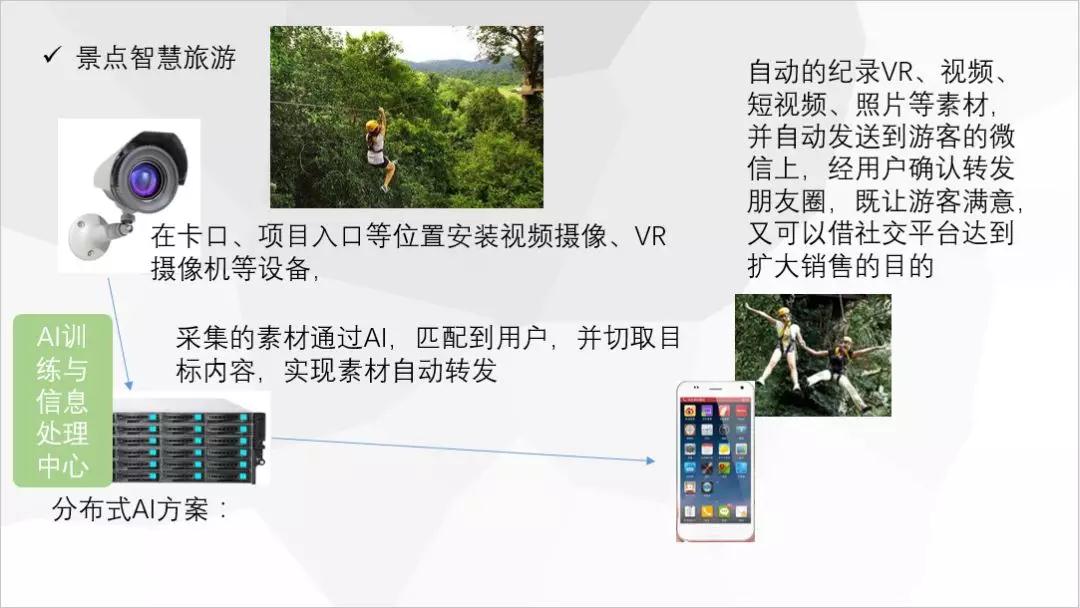 ✓ 景点智慧旅游
自动的纪录VR、视频、
短视频、照片等素材，
并自动发送到游客的微
信上，经用户确认转发
朋友圈，既让游客满意，
又可以借社交平台达到
扩大销售的目的
在卡口、项目入口等位置安装视频摄像、VR
摄像机等设备，
采集的素材通过AI，匹配到用户，并切取目
标内容，实现素材自动转发
AI训
练与
信息
处理
中心
分布式AI方案：